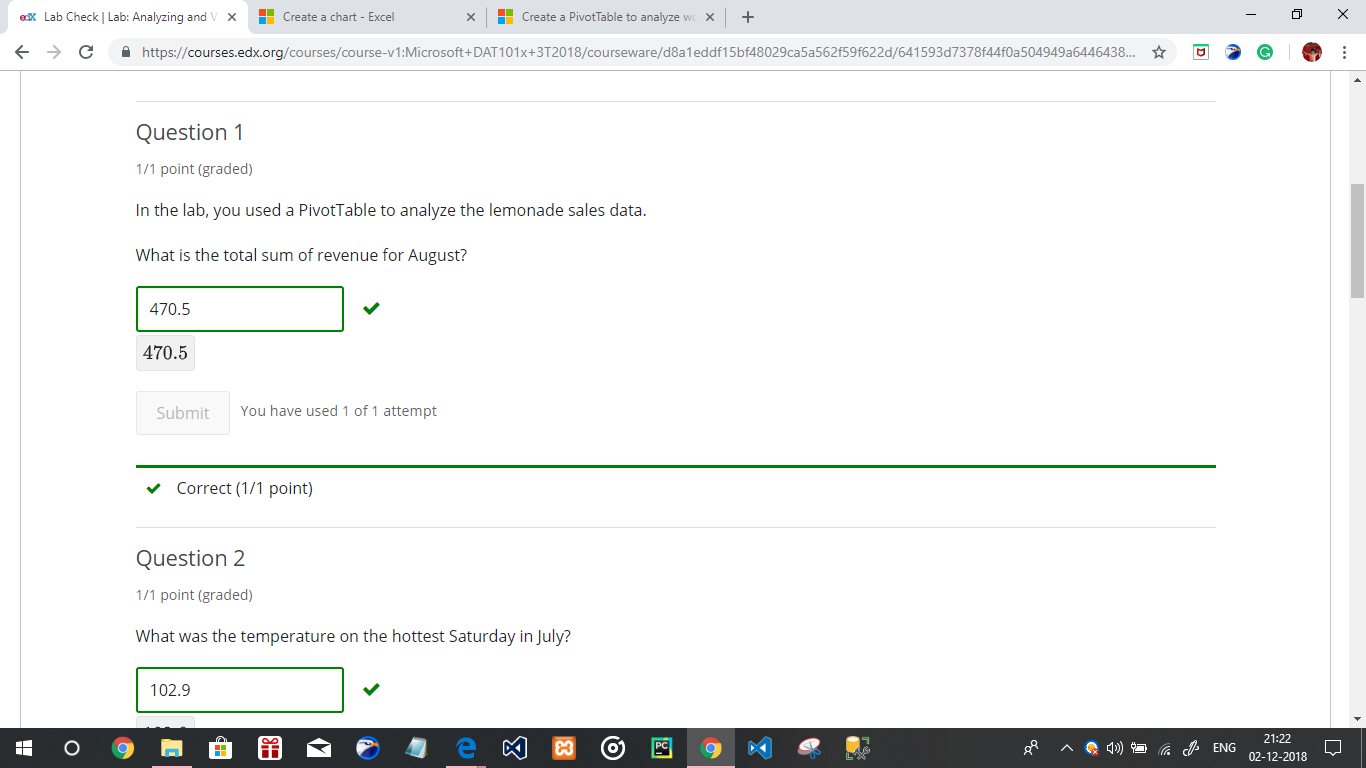 edX Lab Check | Lab: Analyzing and V
Create a chart - Excel
Create a PivotTable to analyze wo
https://courses.edx.org/courses/course-v1:Microsoft+DAT101x+3T2018/courseware/d8a1eddf15bf48029ca5a562f59f622d/641593d7378f44f0a504949a6446438...
Question 1
1/1 point (graded)
In the lab, you used a PivotTable to analyze the lemonade sales data.
What is the total sum of revenue for August?
470.5
470.5
Submit You have used 1 of 1 attempt
Correct (1/1 point)
Question 2
1/1 point (graded)
What was the temperature on the hottest Saturday in July?
102.9
PC
ENG
21:22
02-12-2018